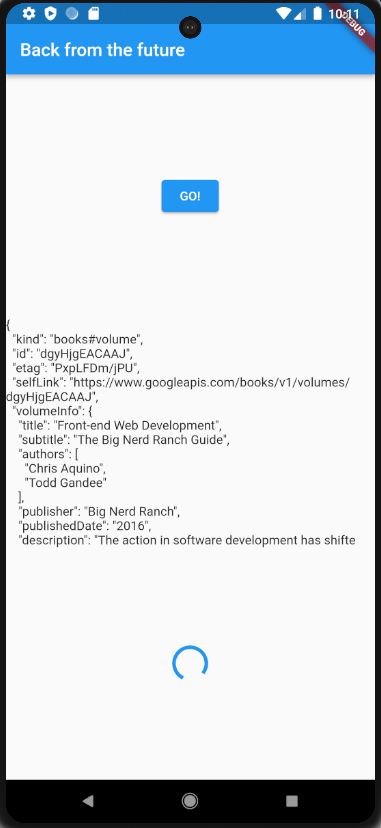 10:11
DEBUG
Back from the future
GO!
{
"kind": "books#volume",
"id": "dgyHjgEACAAJ",
"etag": "PxpLFDm/jPU",
"selfLink": "https://www.googleapis.com/books/v1/volumes/
dgyHjgEACAAJ",
"volumeInfo": {
"title": "Front-end Web Development",
"subtitle": "The Big Nerd Ranch Guide",
"authors": [
"Chris Aquino",
"Todd Gandee"
],
"publisher": "Big Nerd Ranch",
"publishedDate": "2016",
"description": "The action in software development has shifte